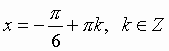 x = −π/6 + πk, k ∈ Z